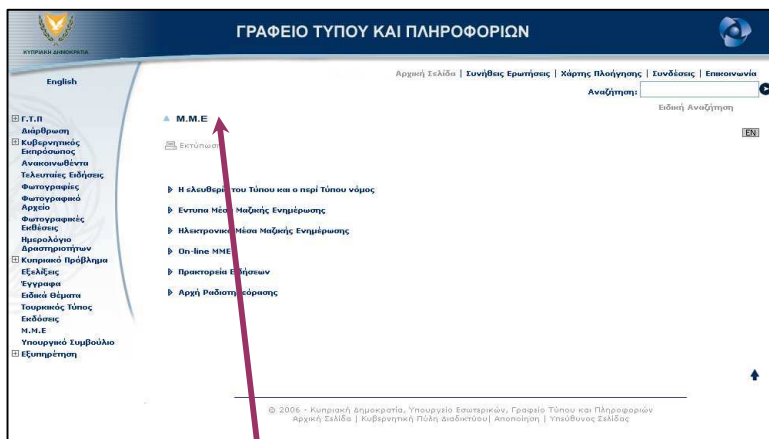 ΓΡΑΦΕΙΟ ΤΥΠΟΥ ΚΑΙ ΠΛΗΡΟΦΟΡΙΩΝ
ΚΥΠΡΙΑΚΗ ΔΗΜΟΚΡΑΤΙΑ
Αρχική Σελίδα | Συνήθεις Ερωτήσεις | Χάρτης Πλοήγησης | Συνδέσεις | Επικοινωνία
Αναζήτηση:
Ειδική Αναζήτηση
EN
English
Γ.Τ.Π
Διάρθρωση
Κυβερνητικός
Εκπρόσωπος
Ανακοινωθέντα
Τελευταίες Ειδήσεις
Φωτογραφίες
Φωτογραφικό
Αρχείο
Φωτογραφικές
Εκθέσεις
Ημερολόγιο
Δραστηριοτήτων
Κυπριακό Πρόβλημα
Εξελίξεις
Έγγραφα
Ειδικά Θέματα
Τουρκικός Τύπος
Εκδόσεις
Μ.Μ.Ε
Υπουργικό Συμβούλιο
Εξυπηρέτηση
Μ.Μ.Ε
Εκτύπωση
Η ελευθερία του Τύπου και ο περί Τύπου νόμος
Εντυπα Μέσα Μαζικής Ενημέρωσης
Ηλεκτρονικά Μέσα Μαζικής Ενημέρωσης
On-line ΜΜΕ
Πρακτορεία Ειδήσεων
Αρχή Ραδιοτηλεόρασης
© 2006 - Κυπριακή Δημοκρατία, Υπουργείο Εσωτερικών, Γραφείο Τύπου και Πληροφοριών
Αρχική Σελίδα | Κυβερνητική Πύλη Διαδικτύου| Αποποίηση | Υπεύθυνος Σελίδας